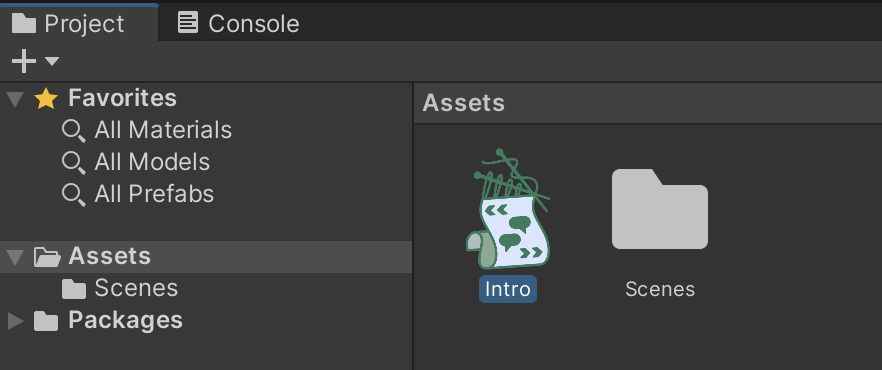 Project
Console
Favorites
All Materials
All Models
All Prefabs
Assets
Scenes
Packages
Assets
Intro
Scenes